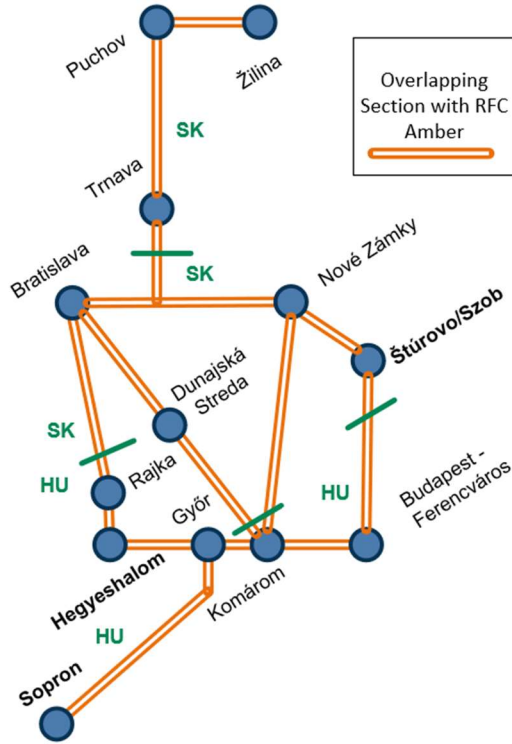 Puchov
Žilina
Overlapping
Section with RFC
Amber
SK
Trnava
SK
Bratislava
Nové Zámky
Štúrovo/Szob
Dunajská
Streda
SK
HU
Rajka
Győr
HU
Budapest -
Ferencváros
Hegyeshalom
Komárom
HU
Sopron